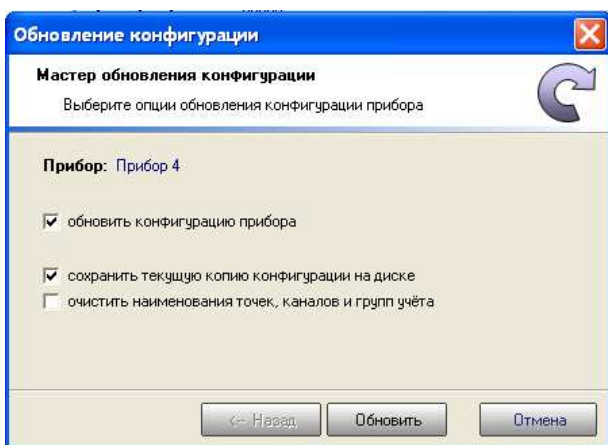 Обновление конфигурации
Мастер обновления конфигурации
Выберите опции обновления конфигурации прибора
Прибор: Прибор 4
обновить конфигурацию прибора
сохранить текущую копию конфигурации на диске
очистить наименования точек, каналов и групп учёта
<-- Назад
Обновить
Отмена